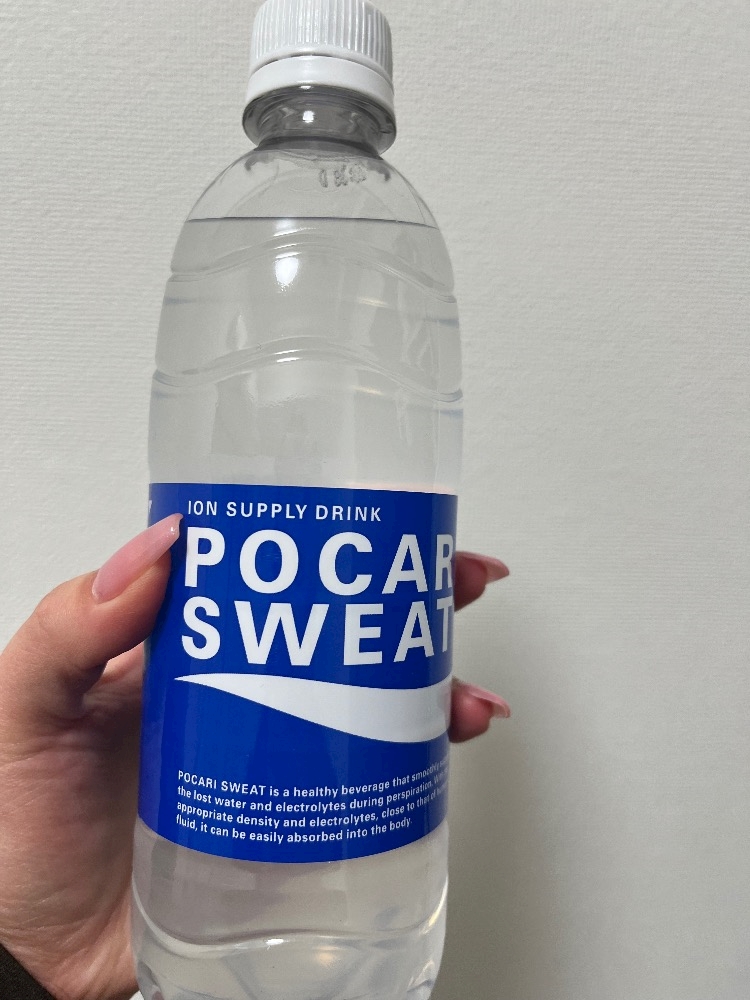 ION SUPPLY DRINK
POCARI
SWEAT
POCARI SWEAT is a healthy beverage that smoothly
the lost water and electrolytes during perspiration.
appropriate density and electrolytes, close to that of
fluid, it can be easily absorbed into the body.